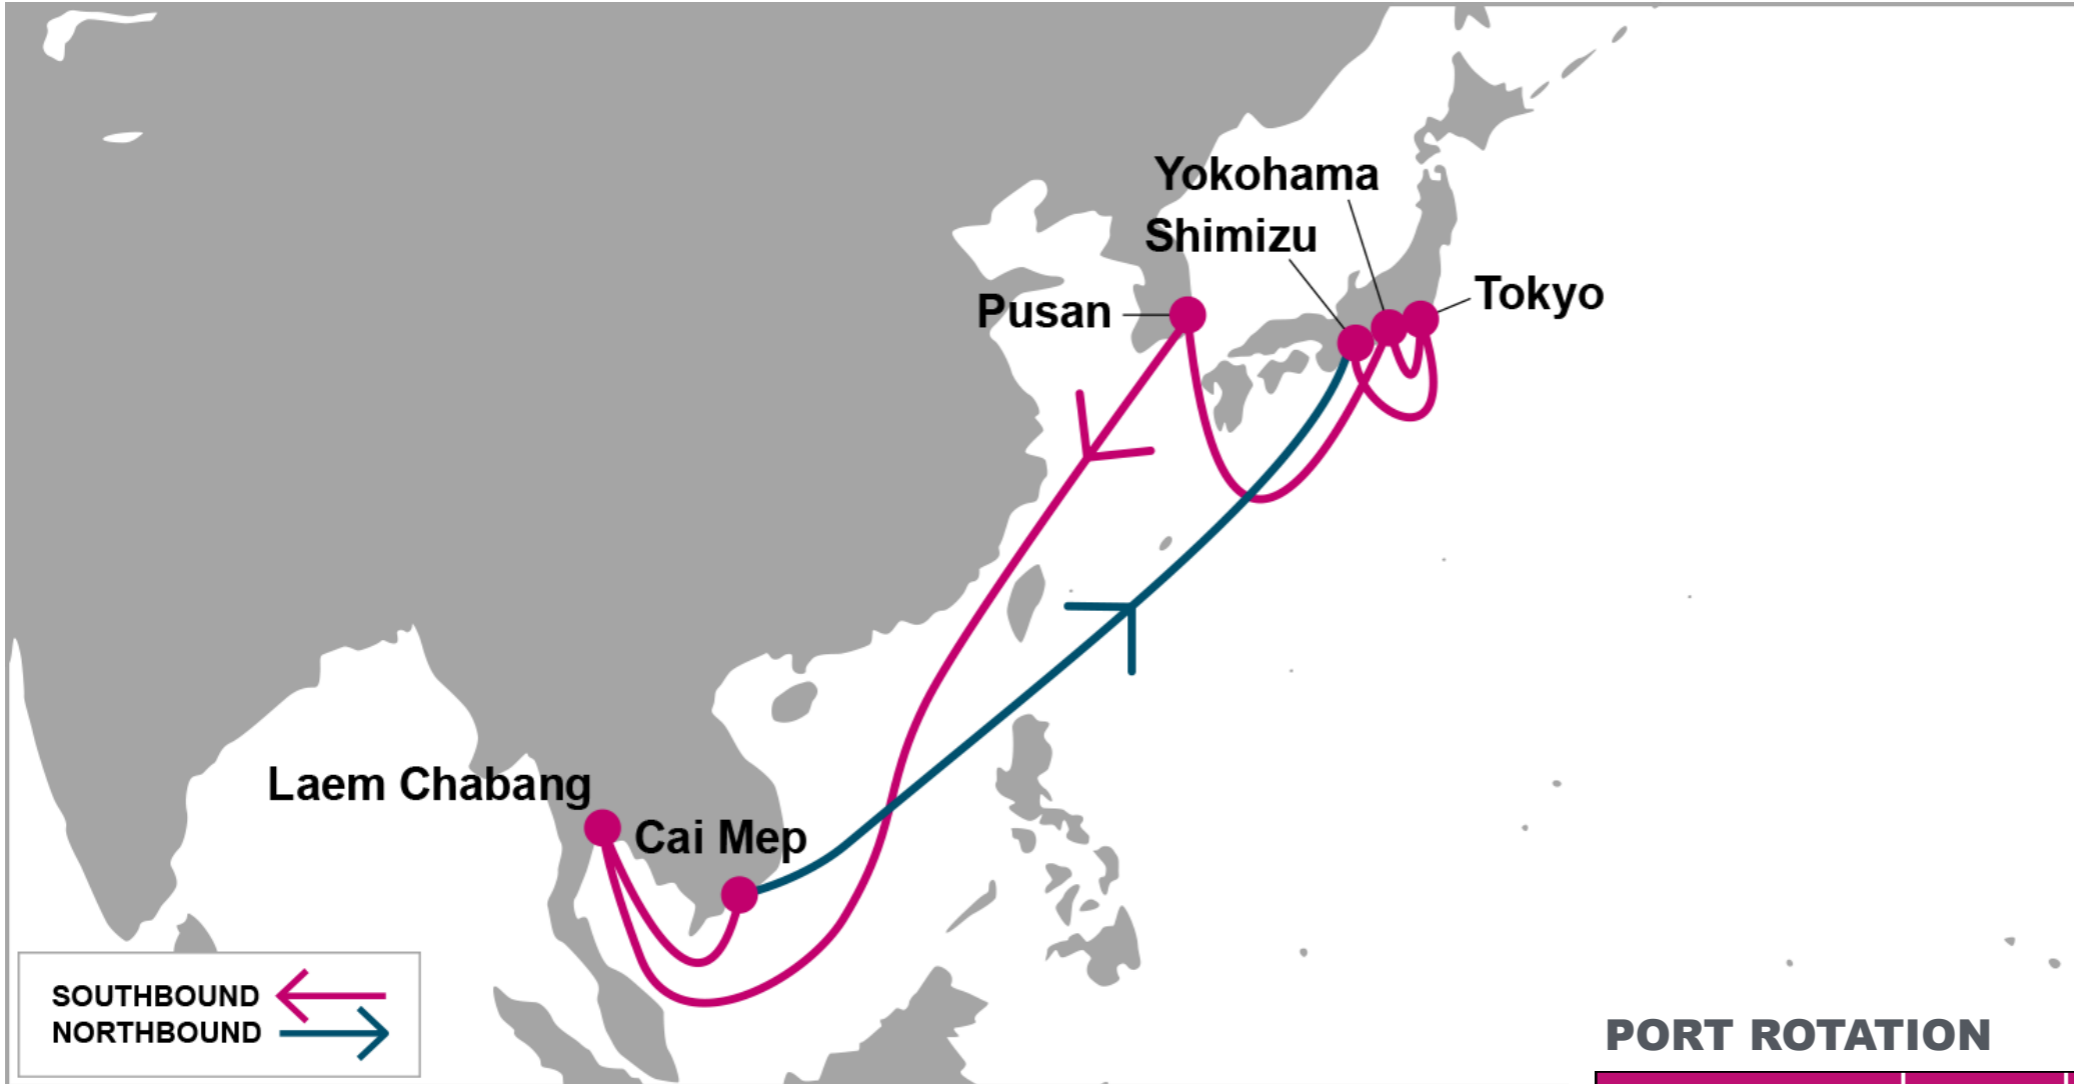 Yokohama
Shimizu
Tokyo
Pusan
Laem Chabang
Cai Mep
SOUTHBOUND
NORTHBOUND
PORT ROTATION